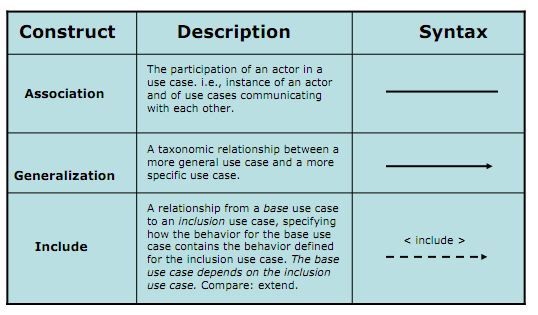 Construct Description Syntax
Association
The participation of an actor in a
use case. i.e., instance of an actor
and of use cases communicating
with each other.
Generalization
A taxonomic relationship between a
more general use case and a more
specific use case.
Include
A relationship from a base use case
to an inclusion use case, specifying
how the behavior for the base use
case contains the behavior defined
for the inclusion use case. The base
use case depends on the inclusion
use case. Compare: extend.
< include >